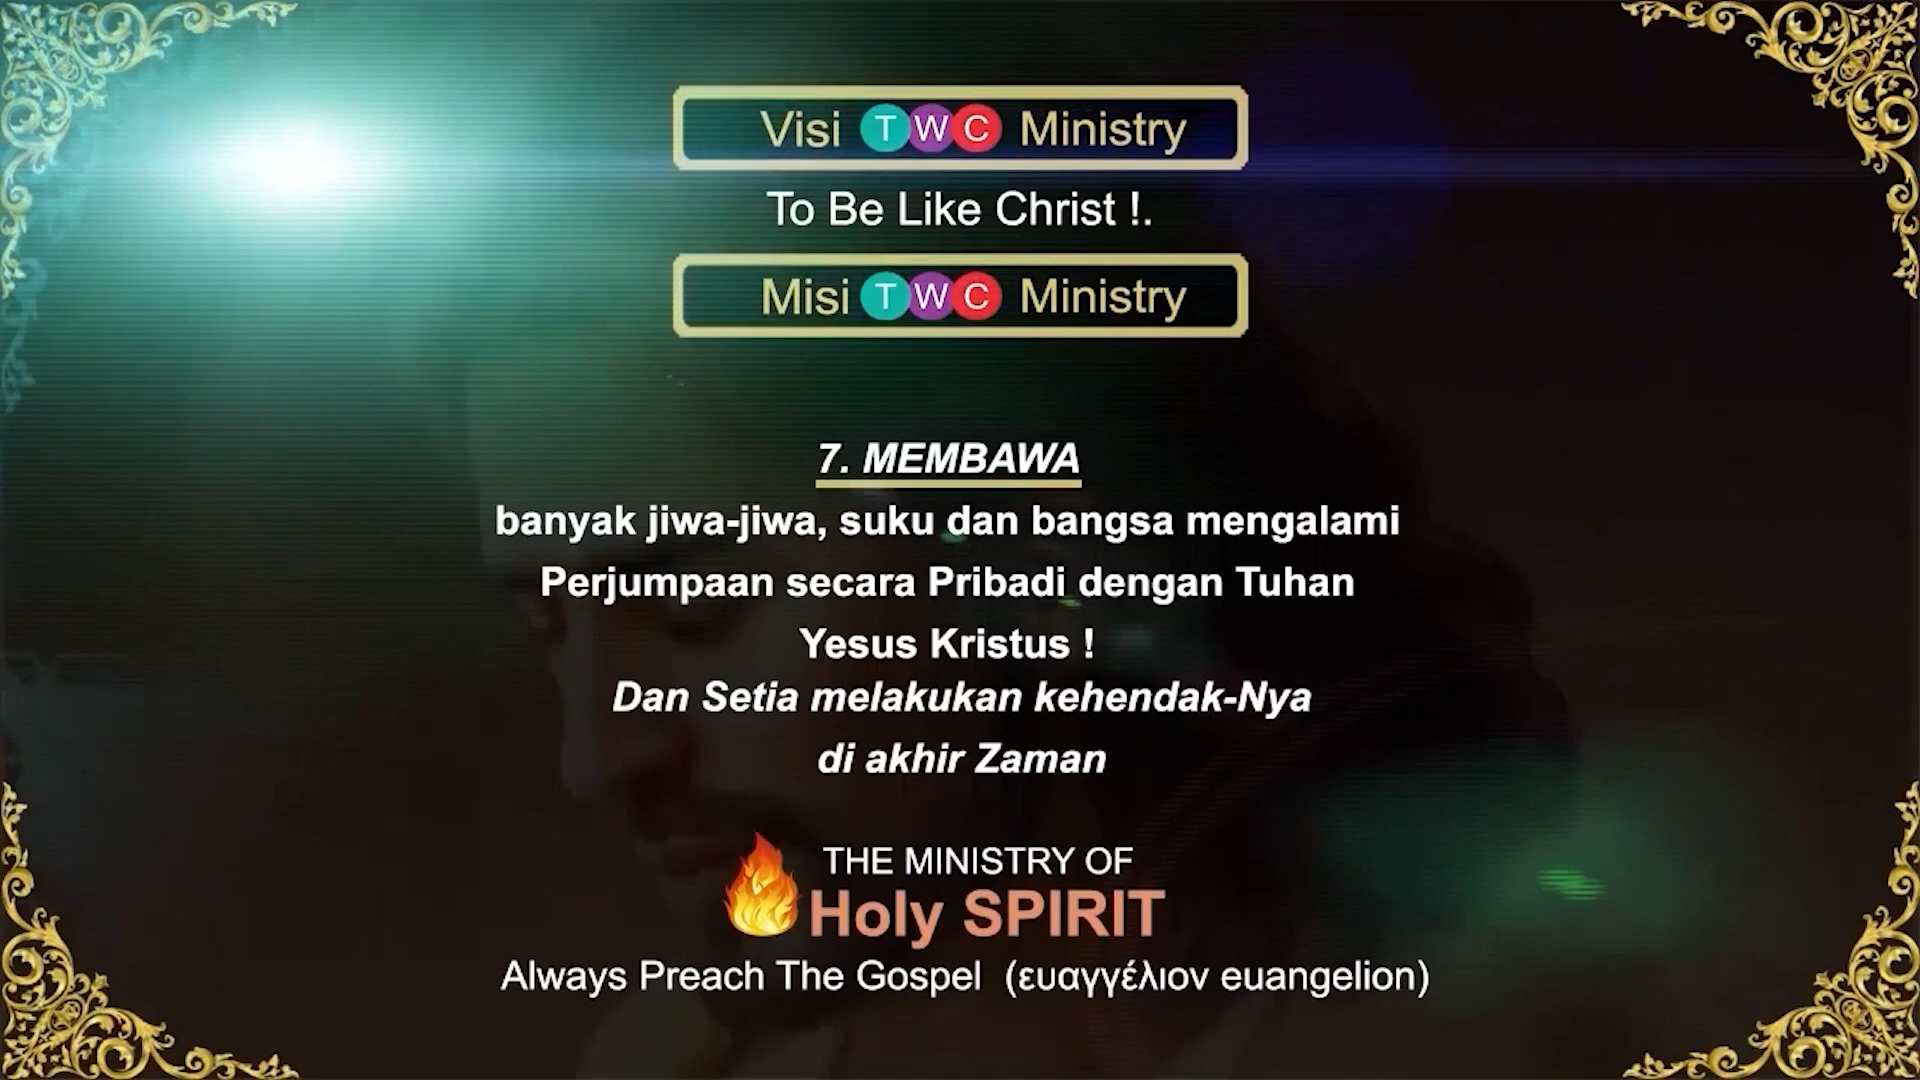 Visi TWC Ministry
To Be Like Christ !.
Misi TWC Ministry
7. MEMBAWA
banyak jiwa-jiwa, suku dan bangsa mengalami
Perjumpaan secara Pribadi dengan Tuhan
Yesus Kristus !
Dan Setia melakukan kehendak-Nya
di akhir Zaman
THE MINISTRY OF
Holy SPIRIT
Always Preach The Gospel (ευαγγέλιον euangelion)